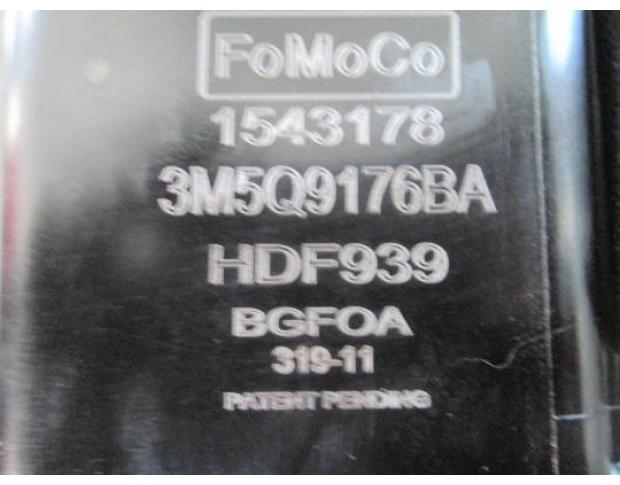 FoMoCo
1543178
3M5Q9176BA
HDF939
BGFOA
319-11
PATENT PENDING